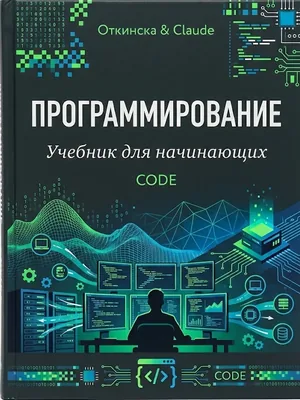 Откинска & Claude
ПРОГРАММИРОВАНИЕ
Учебник для начинающих
CODE
</>
CODE